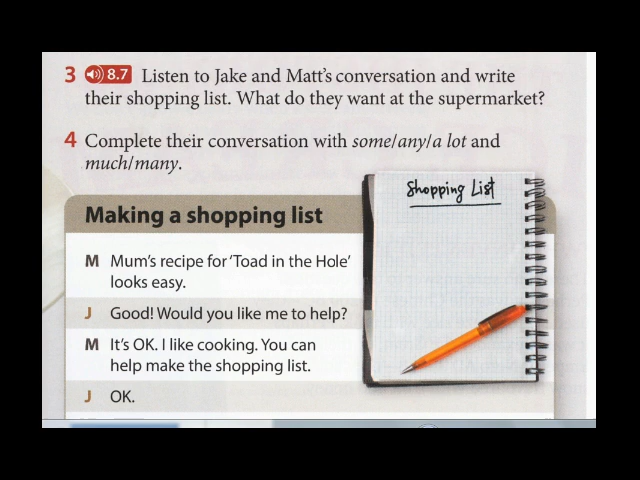 3 8.7 Listen to Jake and Matt's conversation and write
their shopping list. What do they want at the supermarket?
4 Complete their conversation with some/any/a lot and
much/many.
Shopping List
Making a shopping list
M Mum's recipe for 'Toad in the Hole'
looks easy.
J Good! Would you like me to help?
M It's OK. I like cooking. You can
help make the shopping list.
J OK.